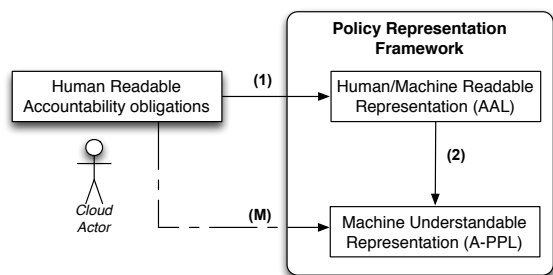 Policy Representation
Framework
Human Readable
Accountability obligations
(1)
Human/Machine Readable
Representation (AAL)
(2)
Cloud
Actor
(M)
Machine Understandable
Representation (A-PPL)